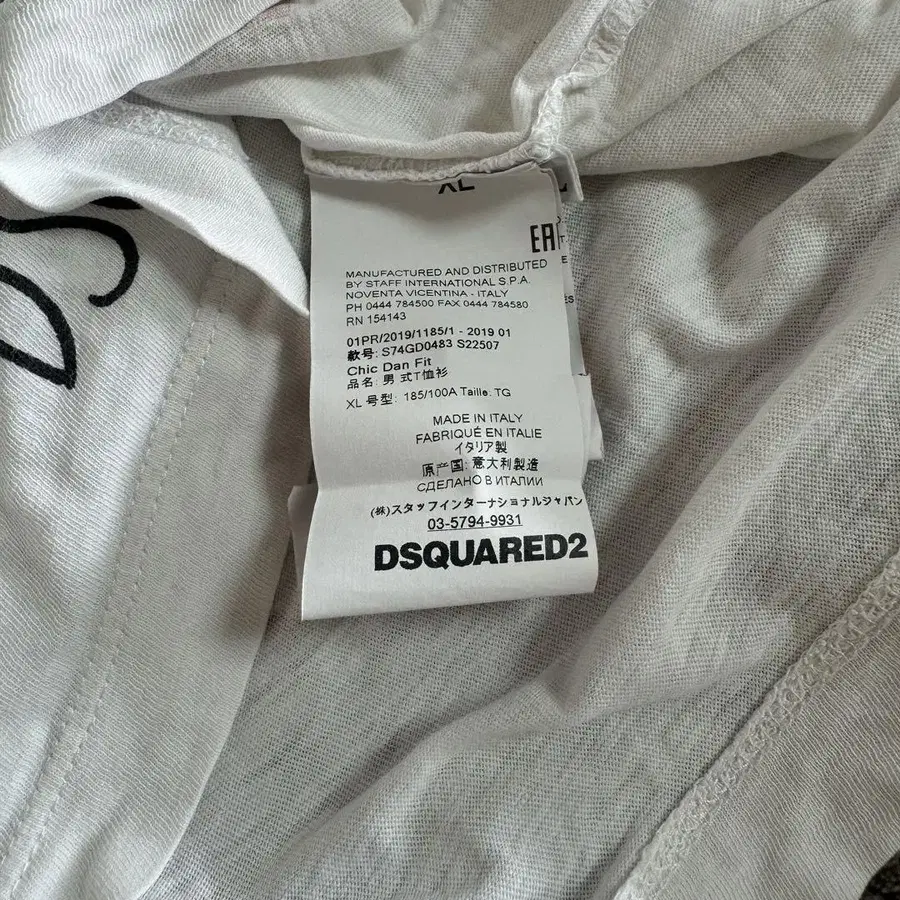 XL
EAC
MANUFACTURED AND DISTRIBUTED
BY STAFF INTERNATIONAL S.P.A.
NOVENTA VICENTINA - ITALY
PH 0444 784500 FAX 0444 784580
RN 154143
01PR/2019/1185/1 - 2019 01
款号: S74GD0483 S22507
Chic Dan Fit
品名: 男 式T恤衫
XL 号型: 185/100A Taille: TG
MADE IN ITALY
FABRIQUÉ EN ITALIE
イタリア製
原产国: 意大利製造
СДЕЛАНО В ИТАЛИИ
(株)スタッフインターナショナルジャパン
03-5794-9931
DSQUARED2